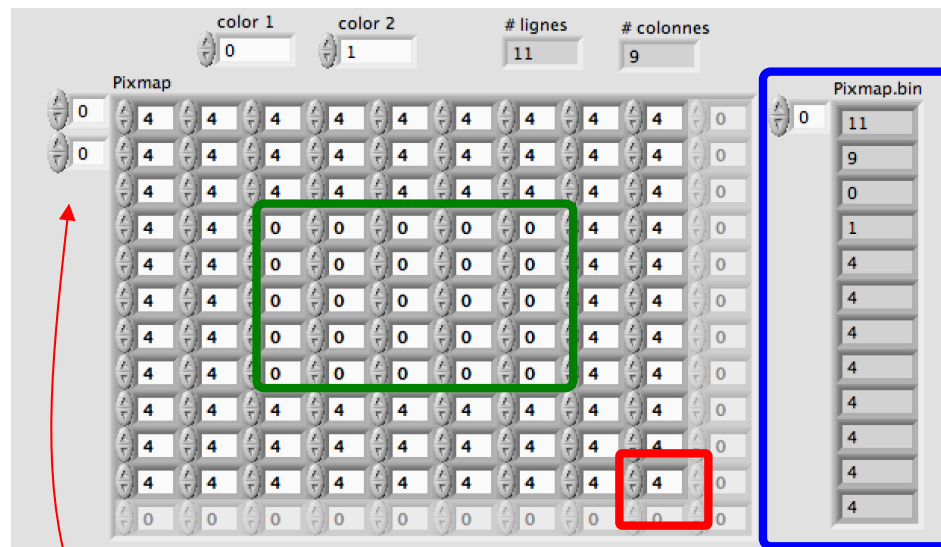 color 1 color 2 # lignes # colonnes
0 1 11 9
Pixmap Pixmap.bin
0 4 4 4 4 4 4 4 4 4 0 0 11
0 4 4 4 4 4 4 4 4 4 0 9
4 4 4 4 4 4 4 4 4 0 0
4 4 0 0 0 0 0 4 4 0 1
4 4 0 0 0 0 0 4 4 0 4
4 4 0 0 0 0 0 4 4 0 4
4 4 0 0 0 0 0 4 4 0 4
4 4 0 0 0 0 0 4 4 0 4
4 4 4 4 4 4 4 4 4 0 4
4 4 4 4 4 4 4 4 4 0 4
4 4 4 4 4 4 4 4 4 0 4
0 0 0 0 0 0 0 0 0 0 4